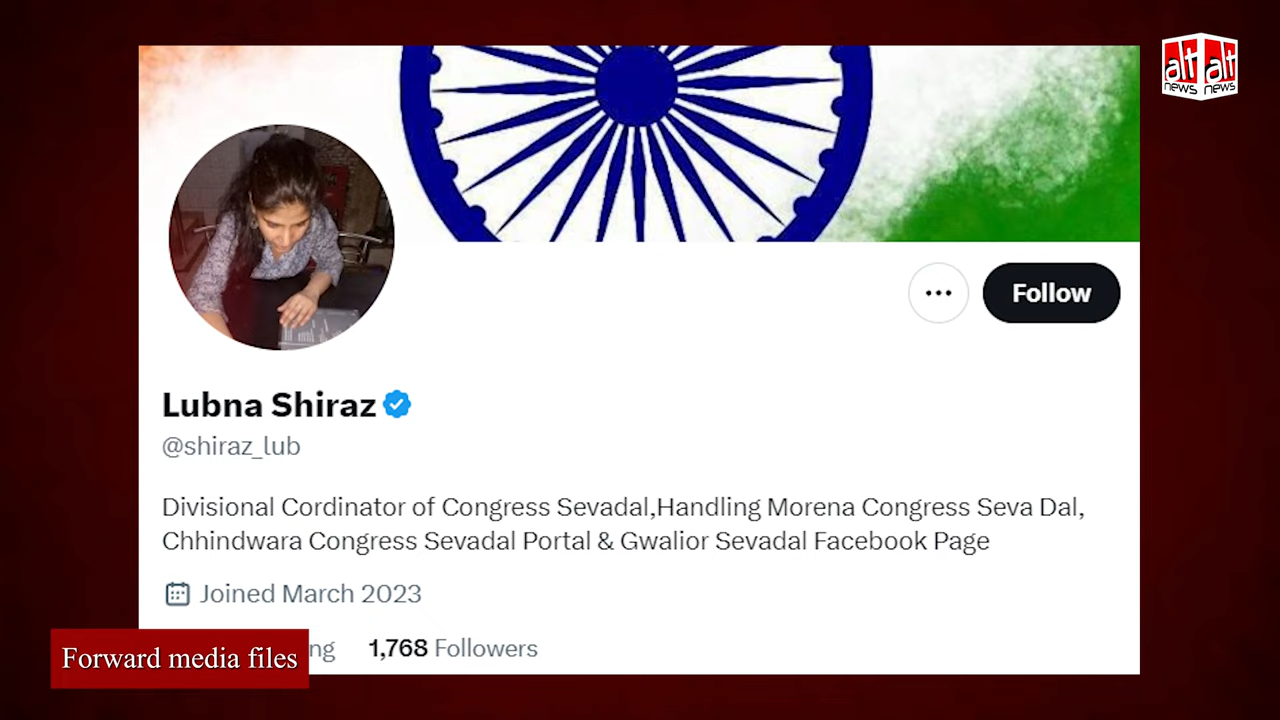 alt alt
news news
Follow
Lubna Shiraz
@shiraz_lub
Divisional Cordinator of Congress Sevadal,Handling Morena Congress Seva Dal,
Chhindwara Congress Sevadal Portal & Gwalior Sevadal Facebook Page
Joined March 2023
ng 1,768 Followers
Forward media files